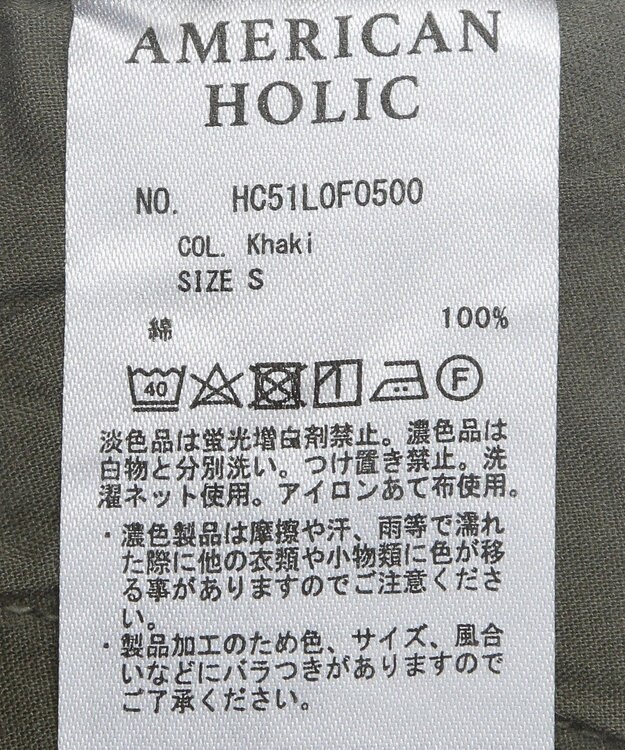 AMERICAN
HOLIC
NO. HC51L0F0500
COL. Khaki
SIZE S
綿 100%
40 F
淡色品は蛍光増白剤禁止。濃色品は
白物と分別洗い。つけ置き禁止。洗
濯ネット使用。アイロンあて布使用。
・濃色製品は摩擦や汗、雨等で濡れ
た際に他の衣類や小物類に色が移
る事がありますのでご注意くださ
い。
・製品加工のため色、サイズ、風合
いなどにバラつきがありますので
ご了承ください。